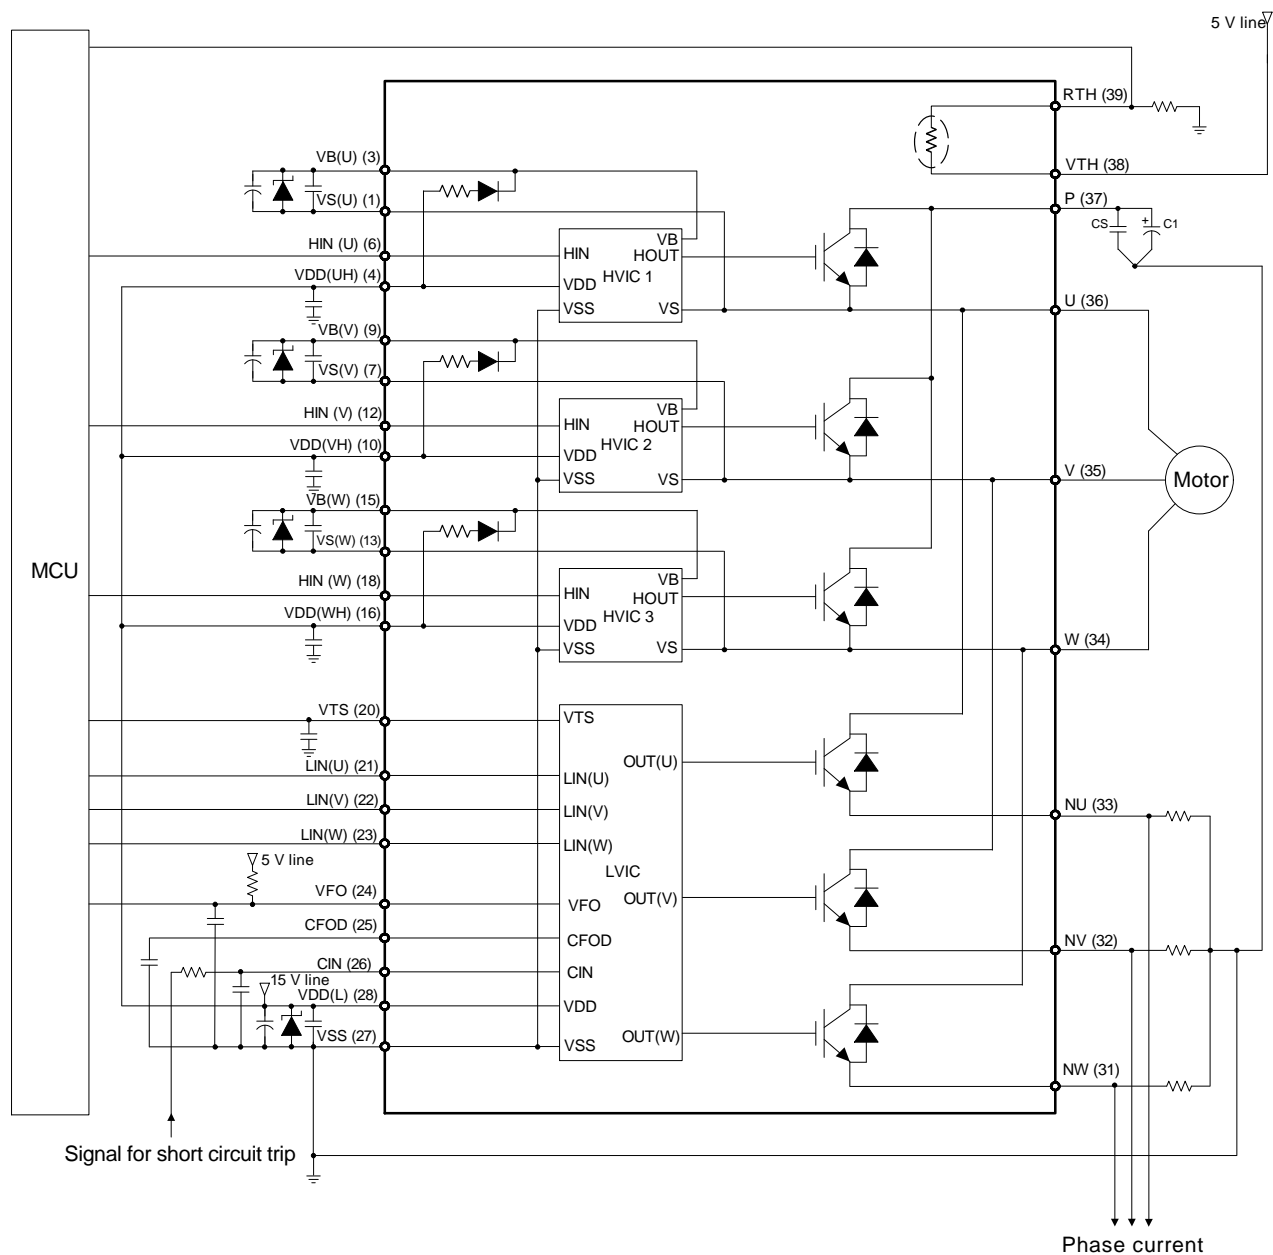 5 V line
MCU
RTH (39)
VTH (38)
VB(U) (3)
VS(U) (1)
P (37)
CS
+
C1
HIN (U) (6)
HIN
VB
HOUT
HVIC 1
VDD(UH) (4)
VDD
VSS
VS
U (36)
VB(V) (9)
VS(V) (7)
HIN (V) (12)
HIN
VB
HOUT
HVIC 2
VDD(VH) (10)
VDD
VSS
VS
V (35)
Motor
VB(W) (15)
VS(W) (13)
HIN (W) (18)
HIN
VB
HOUT
HVIC 3
VDD(WH) (16)
VDD
VSS
VS
W (34)
VTS (20)
VTS
LIN(U) (21)
LIN(U)
OUT(U)
LIN(V) (22)
LIN(V)
NU (33)
LIN(W) (23)
LIN(W)
5 V line
LVIC
VFO (24)
VFO
OUT(V)
CFOD (25)
CFOD
NV (32)
CIN (26)
CIN
15 V line
VDD(L) (28)
VDD
VSS (27)
VSS
OUT(W)
NW (31)
Signal for short circuit trip
Phase current